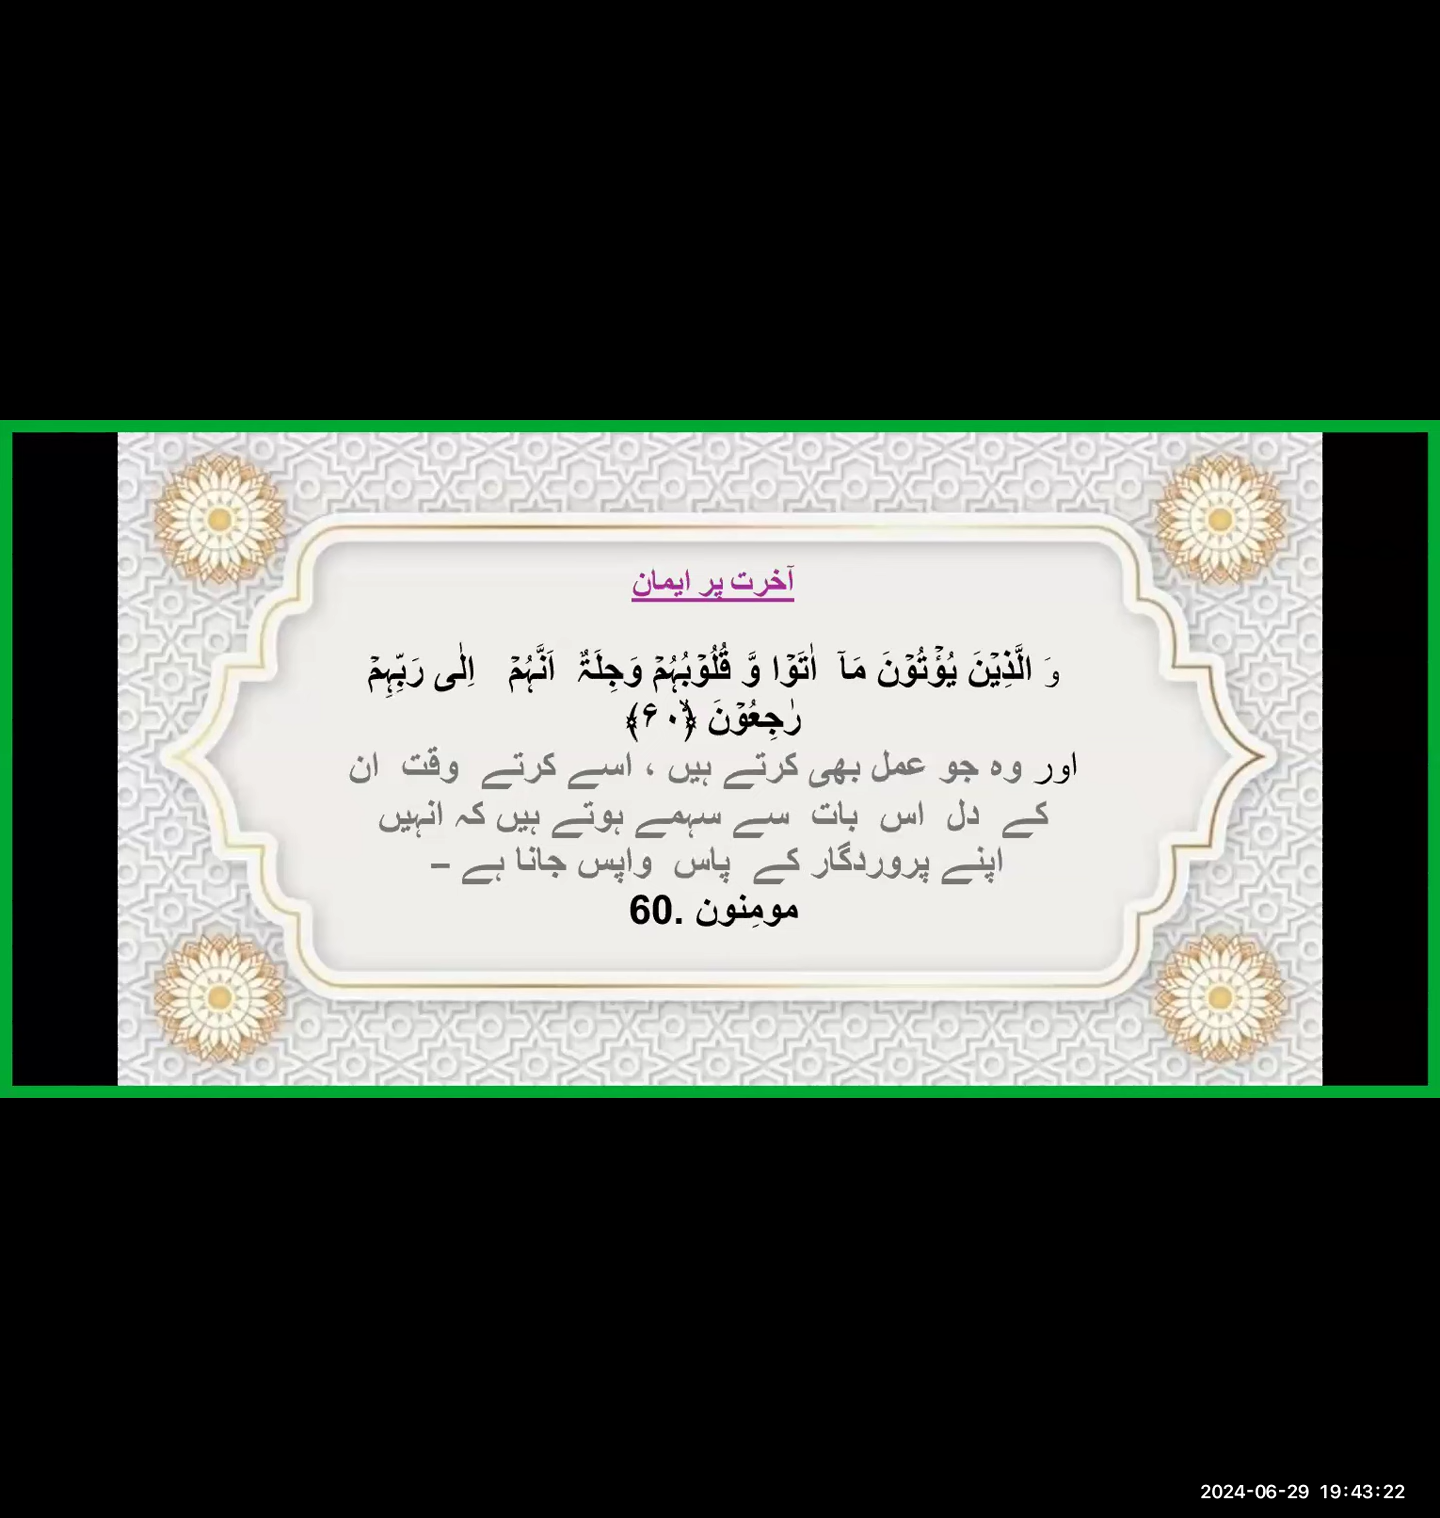 آخرت پر ایمان
وَ الَّذِیۡنَ یُؤۡتُوۡنَ مَاۤ اٰتَوۡا وَّ قُلُوۡبُہُمۡ وَجِلَۃٌ اَنَّہُمۡ اِلٰی رَبِّہِمۡ
رٰجِعُوۡنَ ﴿ۙ۶۰﴾
اور وہ جو عمل بھی کرتے ہیں ، اسے کرتے وقت ان
کے دل اس بات سے سہمے ہوتے ہیں کہ انہیں
اپنے پروردگار کے پاس واپس جانا ہے –
مومِنون .60
2024-06-29 19:43:22